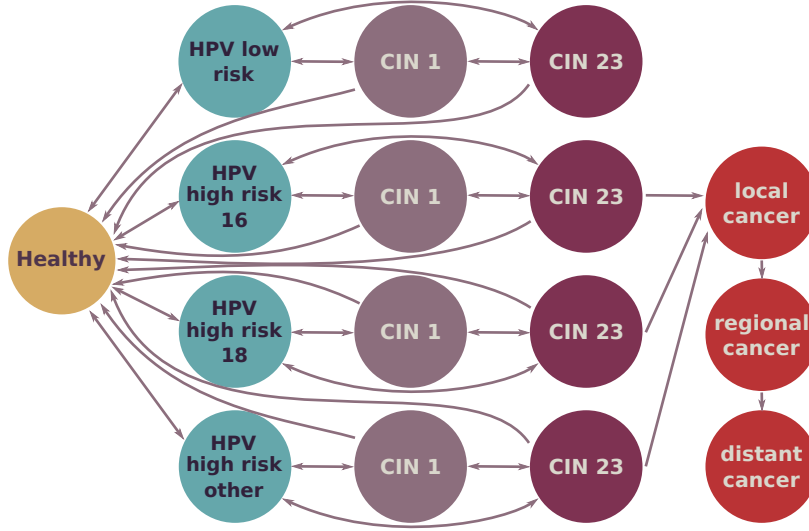 HPV low
risk
CIN 1
CIN 23
HPV
high risk
16
CIN 1
CIN 23
local
cancer
Healthy
HPV
high risk
18
CIN 1
CIN 23
regional
cancer
HPV
high risk
other
CIN 1
CIN 23
distant
cancer